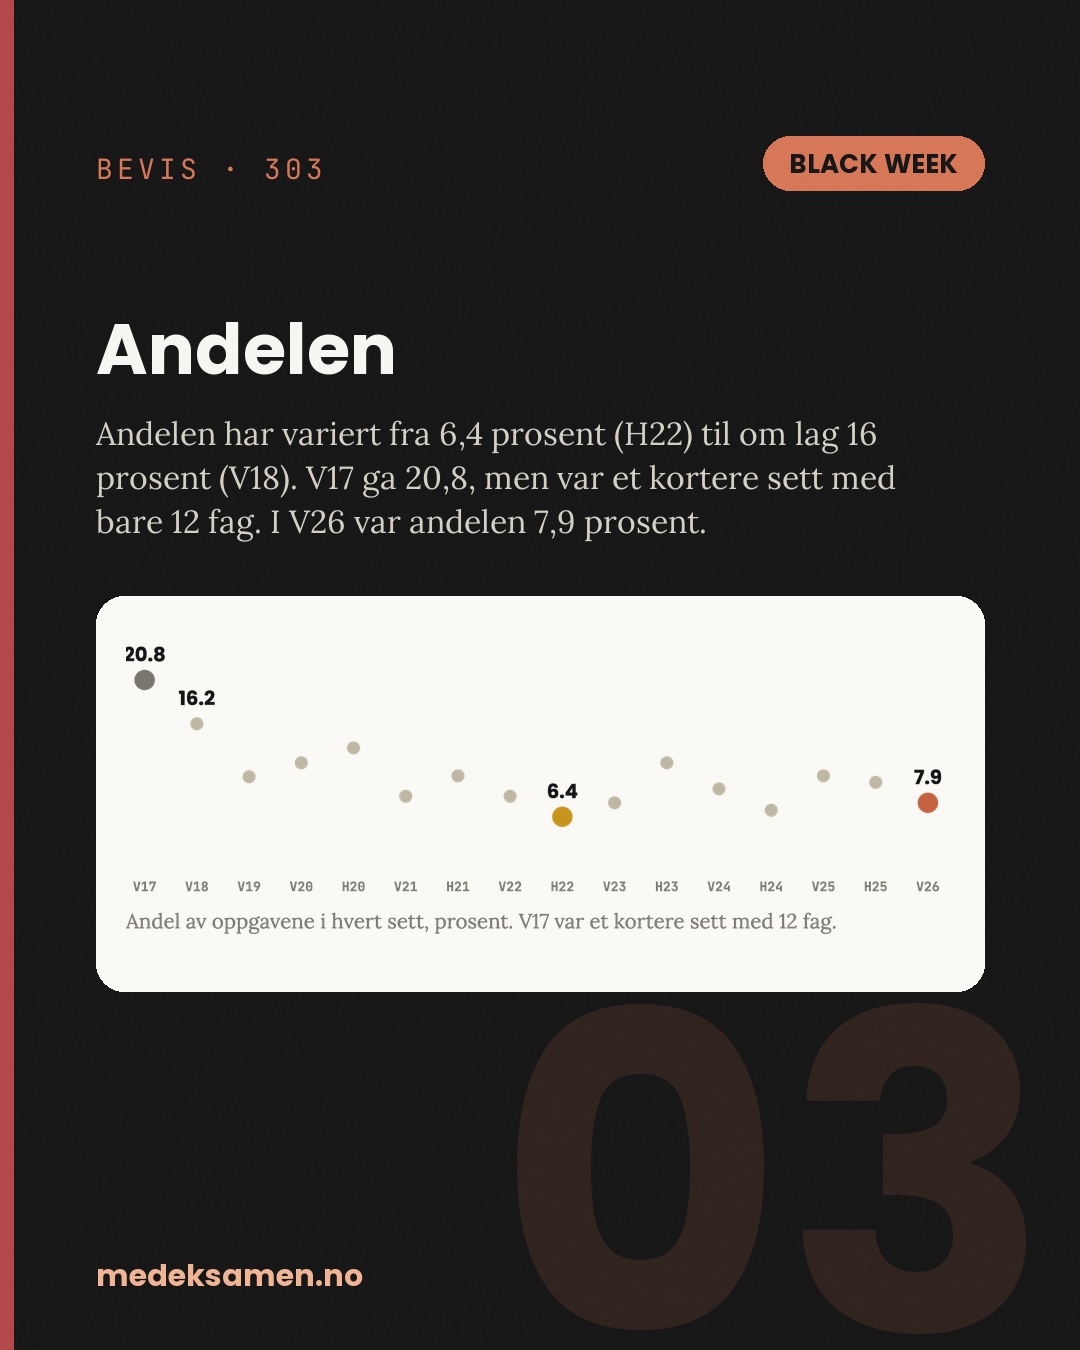 BEVIS · 303
BLACK WEEK
Andelen
Andelen har variert fra 6,4 prosent (H22) til om lag 16
prosent (V18). V17 ga 20,8, men var et kortere sett med
bare 12 fag. I V26 var andelen 7,9 prosent.
20.8
16.2
6.4
7.9
V17 V18 V19 V20 H20 V21 H21 V22 H22 V23 H23 V24 H24 V25 H25 V26
Andel av oppgavene i hvert sett, prosent. V17 var et kortere sett med 12 fag.
03
medeksamen.no